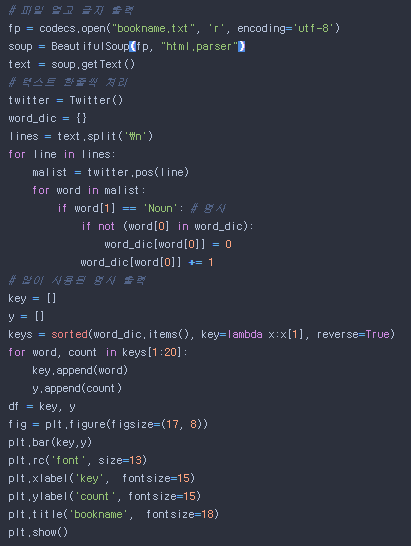 # 파일 열고 글자 출력
fp = codecs.open("bookname.txt", 'r', encoding='utf-8')
soup = BeautifulSoup(fp, "html.parser")
text = soup.getText()
# 텍스트 한줄씩 처리
twitter = Twitter()
word_dic = {}
lines = text.split('₩n')
for line in lines:
    malist = twitter.pos(line)
    for word in malist:
        if word[1] == 'Noun': # 명사
            if not (word[0] in word_dic):
                word_dic[word[0]] = 0
            word_dic[word[0]] += 1
# 많이 사용된 명사 출력
key = []
y = []
keys = sorted(word_dic.items(), key=lambda x:x[1], reverse=True)
for word, count in keys[1:20]:
    key.append(word)
    y.append(count)
df = key, y
fig = plt.figure(figsize=(17, 8))
plt.bar(key,y)
plt.rc('font', size=13)
plt.xlabel('key',  fontsize=15)
plt.ylabel('count', fontsize=15)
plt.title('bookname',  fontsize=18)
plt.show()